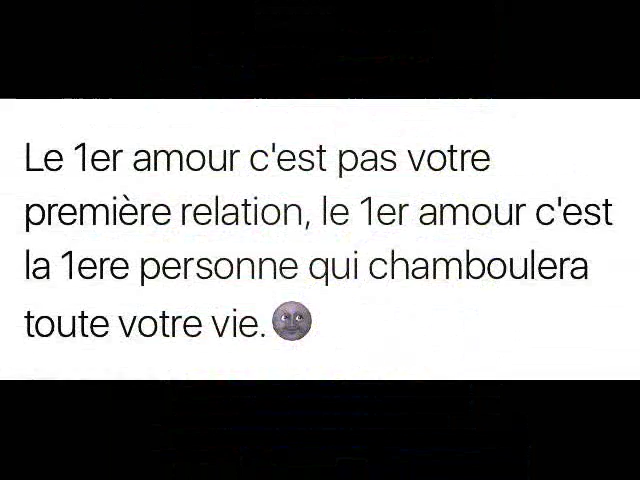 Le 1er amour c'est pas votre
première relation, le 1er amour c'est
la 1ere personne qui chamboulera
toute votre vie.🌚